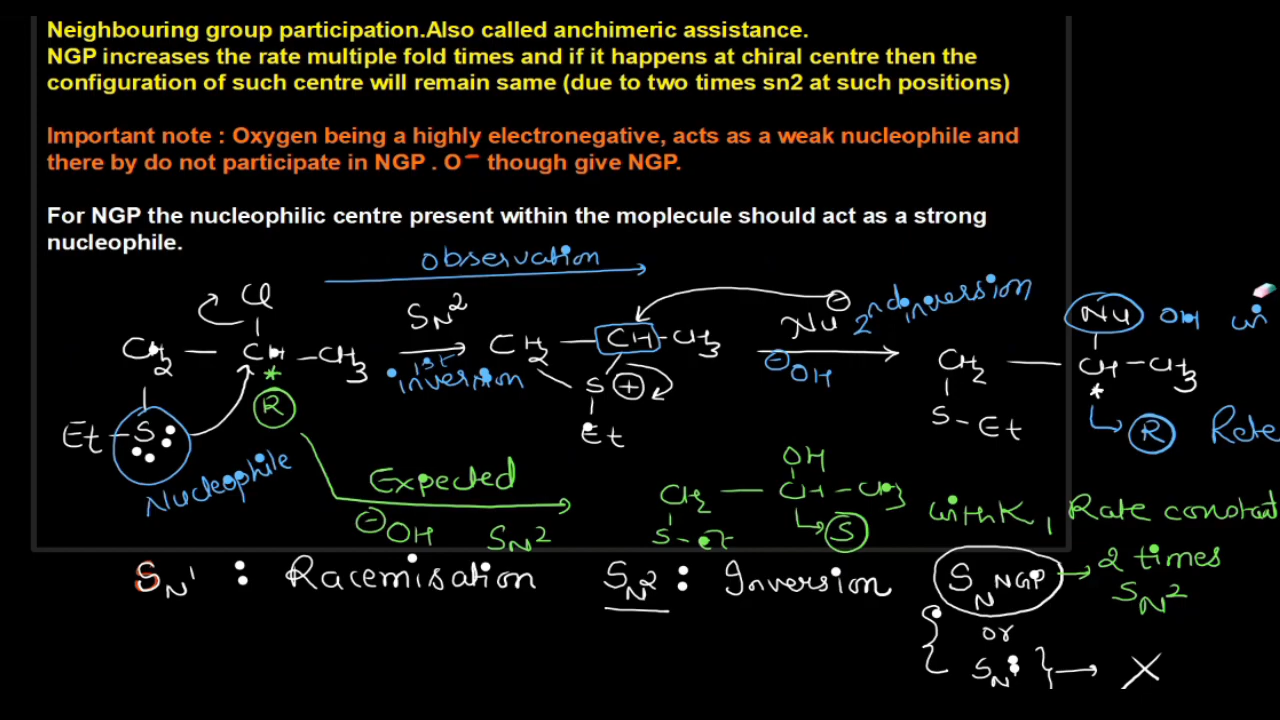 Neighbouring group participation.Also called anchimeric assistance.
NGP increases the rate multiple fold times and if it happens at chiral centre then the
configuration of such centre will remain same (due to two times sn2 at such positions)
Important note : Oxygen being a highly electronegative, acts as a weak nucleophile and
there by do not participate in NGP . O⁻ though give NGP.
For NGP the nucleophilic centre present within the moplecule should act as a strong
nucleophile.
observation
Cl
SN2
Nu⊖
2nd inversion
Nu OH
CH2 — CH — CH3
1st
inversion
CH2 — CH — CH3
⊖OH
CH2 — CH — CH3
*
R
S ⊕
*
Et — S
Et
S - Et
R Rate
Nucleophile
Expected
⊖OH SN2
OH
CH2 — CH — CH3
S - et S
with K1 Rate constant
SN1 : Racemisation
SN2 : Inversion
SN NGP → 2 times
SN2
or
SN → X